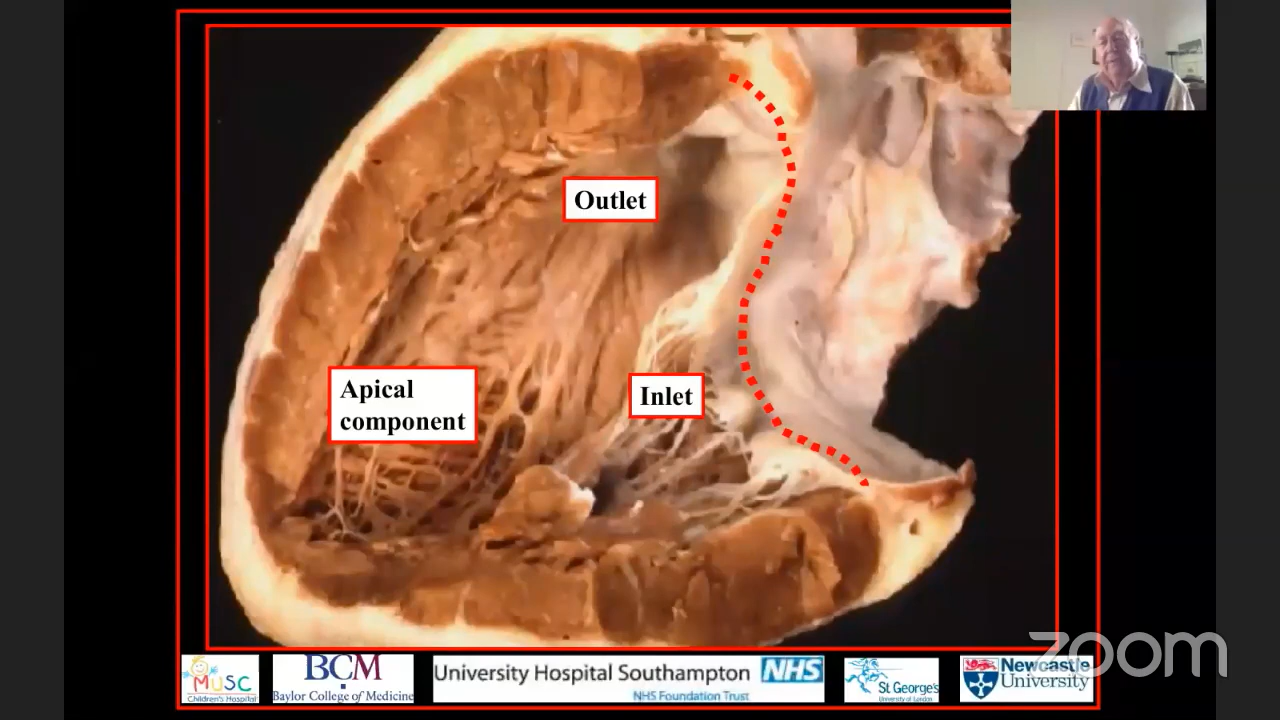 Outlet
Apical
component
Inlet
MUSC
Children's Hospital
BCM
Baylor College of Medicine
University Hospital Southampton NHS
NHS Foundation Trust
St George's
University of London
Newcastle
University
zoom